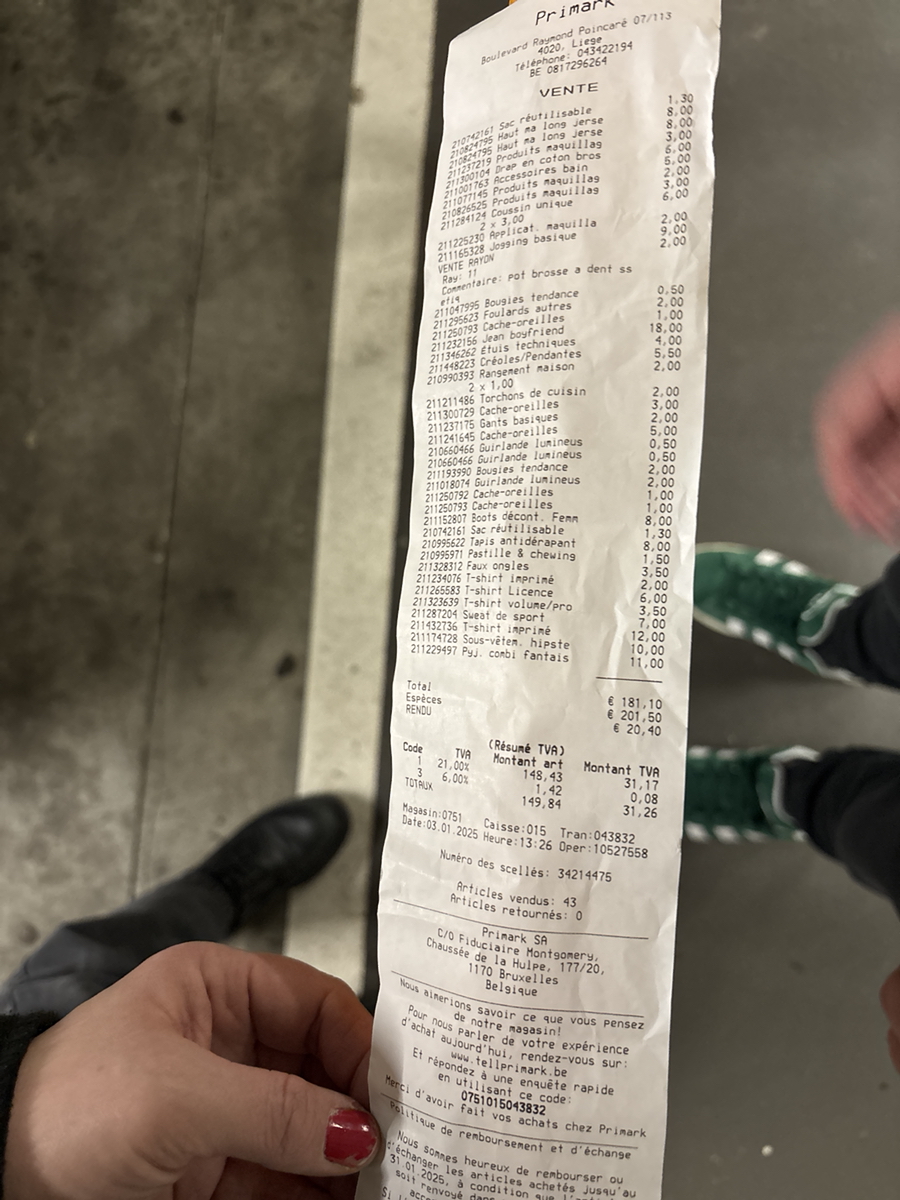 Primark
Boulevard Raymond Poincaré 07/113
4020, Liege
Téléphone: 043422194
BE 0817296264
VENTE
210742161 Sac réutilisable 1,30
210824795 Haut ma long jerse 8,00
210824795 Haut ma long jerse 8,00
211237219 Produits maquillag 3,00
211300104 Drap en coton bros 6,00
211001763 Accessoires bain 5,00
211077145 Produits maquillag 2,00
210826525 Produits maquillag 3,00
211284124 Coussin unique 6,00
2 x 3,00
211225230 Applicat. maquilla 2,00
211165328 Jogging basique 9,00
VENTE RAYON 2,00
Ray: 11
Commentaire: pot brosse a dent ss
etiq
211047995 Bougies tendance 0,50
211295623 Foulards autres 2,00
211250793 Cache-oreilles 1,00
211232156 Jean boyfriend 18,00
211346262 Étuis techniques 4,00
211448223 Créoles/Pendantes 5,50
210990393 Rangement maison 2,00
2 x 1,00
211211486 Torchons de cuisin 2,00
211300729 Cache-oreilles 3,00
211237175 Gants basiques 2,00
211241645 Cache-oreilles 5,00
210660466 Guirlande lumineus 0,50
210660466 Guirlande lumineus 0,50
211193990 Bougies tendance 2,00
211018074 Guirlande lumineus 2,00
211250792 Cache-oreilles 1,00
211250793 Cache-oreilles 1,00
211152807 Boots décont. Femm 8,00
210742161 Sac réutilisable 1,30
210995622 Tapis antidérapant 8,00
210995971 Pastille & chewing 1,50
211328312 Faux ongles 3,50
211234076 T-shirt imprimé 2,00
211265583 T-shirt Licence 6,00
211323639 T-shirt volume/pro 3,50
211287204 Sweat de sport 7,00
211432736 T-shirt imprimé 12,00
211174728 Sous-vêtem. hipste 10,00
211229497 Pyj. combi fantais 11,00
Total € 181,10
Espèces € 201,50
RENDU € 20,40
(Résumé TVA)
Code TVA Montant art Montant TVA
1 21,00% 148,43 31,17
3 6,00% 1,42 0,08
TOTAUX 149,84 31,26
Magasin:0751 Caisse:015 Tran:043832
Date:03.01.2025 Heure:13:26 Oper:10527558
Numéro des scellés: 34214475
Articles vendus: 43
Articles retournés: 0
Primark SA
C/O Fiduciaire Montgomery,
Chaussée de la Hulpe, 177/20,
1170 Bruxelles
Belgique
Nous aimerions savoir ce que vous pensez
de notre magasin!
Pour nous parler de votre expérience
d'achat aujourd'hui, rendez-vous sur:
www.tellprimark.be
Et répondez à une enquête rapide
en utilisant ce code:
0751015043832
Merci d'avoir fait vos achats chez Primark
Politique de remboursement et d'échange
Nous sommes heureux de rembourser ou
d'échanger les articles achetés jusqu'au
31.01.2025, à condition que
soit renvoyé dans